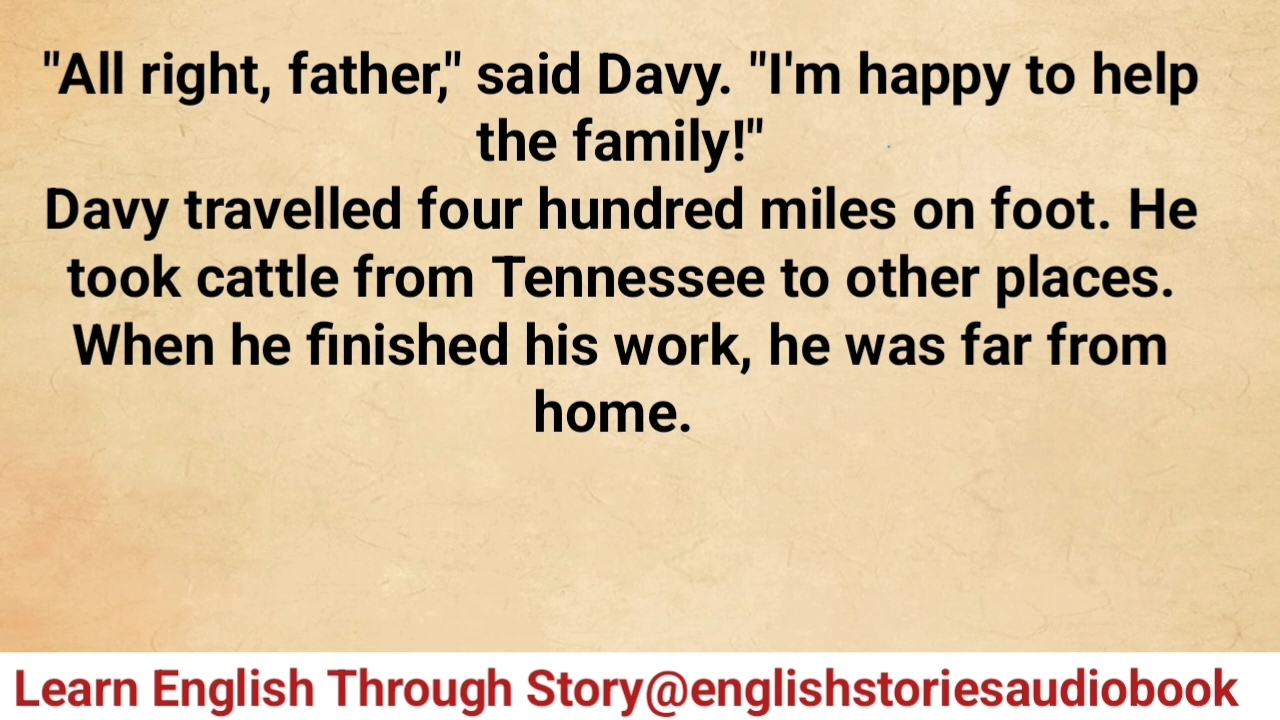 "All right, father," said Davy. "I'm happy to help
the family!"
Davy travelled four hundred miles on foot. He
took cattle from Tennessee to other places.
When he finished his work, he was far from
home.
Learn English Through Story@englishstoriesaudiobook